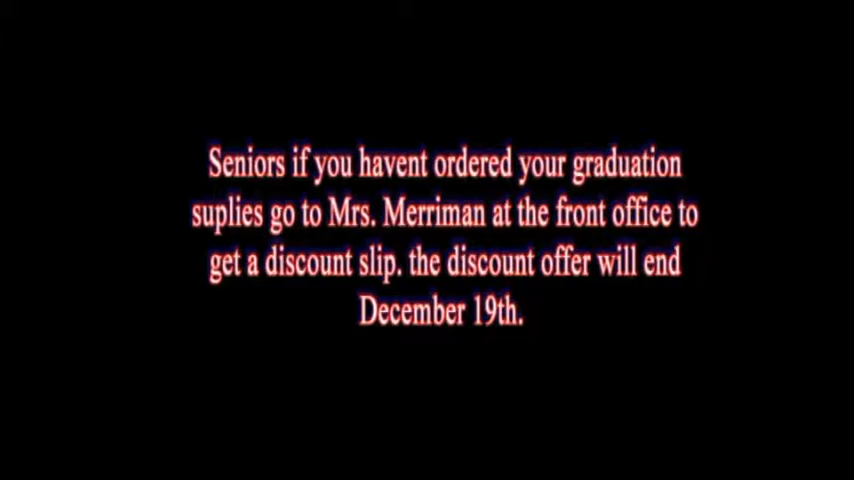 Seniors if you havent ordered your graduation
suplies go to Mrs. Merriman at the front office to
get a discount slip. the discount offer will end
December 19th.